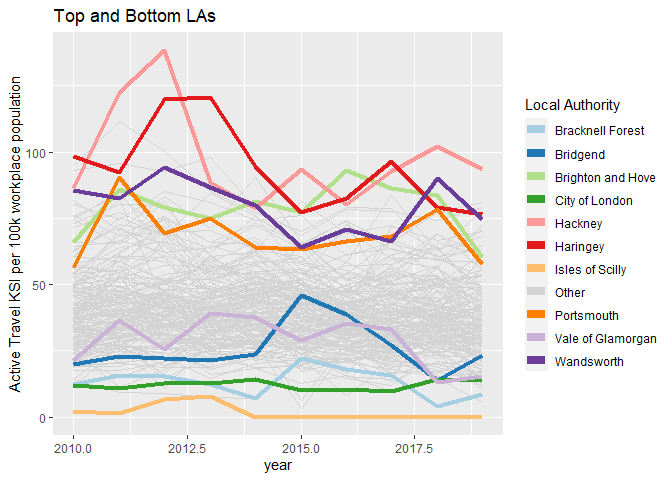 Top and Bottom LAs
Active Travel KSI per 100k workplace population
100
50
0
2010.0
2012.5
2015.0
2017.5
year
Local Authority
Bracknell Forest
Bridgend
Brighton and Hove
City of London
Hackney
Haringey
Isles of Scilly
Other
Portsmouth
Vale of Glamorgan
Wandsworth